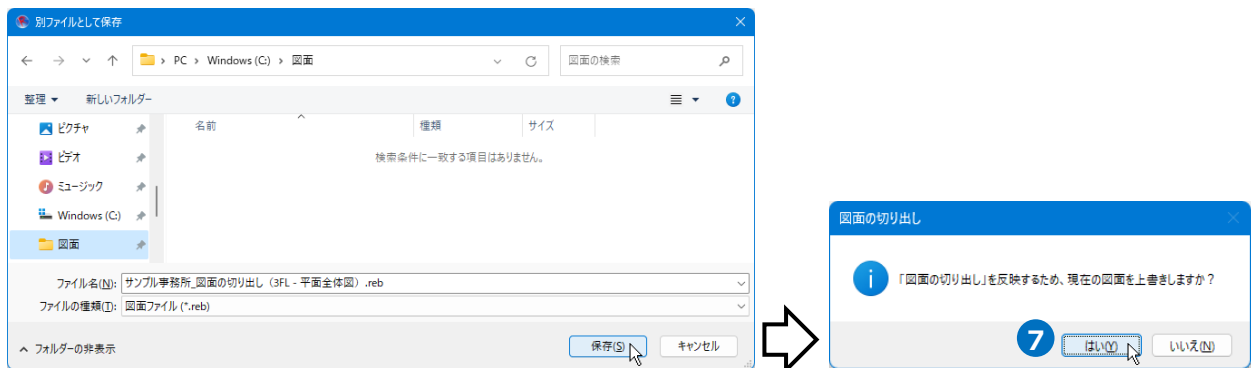 別ファイルとして保存
PC › Windows (C:) › 図面
図面の検索
整理 新しいフォルダー
名前 種類 サイズ
検索条件に一致する項目はありません。
ピクチャ
ビデオ
ミュージック
Windows (C:)
図面
ファイル名(N): サンプル事務所_図面の切り出し（3FL - 平面全体図）.reb
ファイルの種類(T): 図面ファイル (*.reb)
フォルダーの非表示
保存(S) キャンセル
図面の切り出し
「図面の切り出し」を反映するため、現在の図面を上書きしますか？
7 はい(Y) いいえ(N)